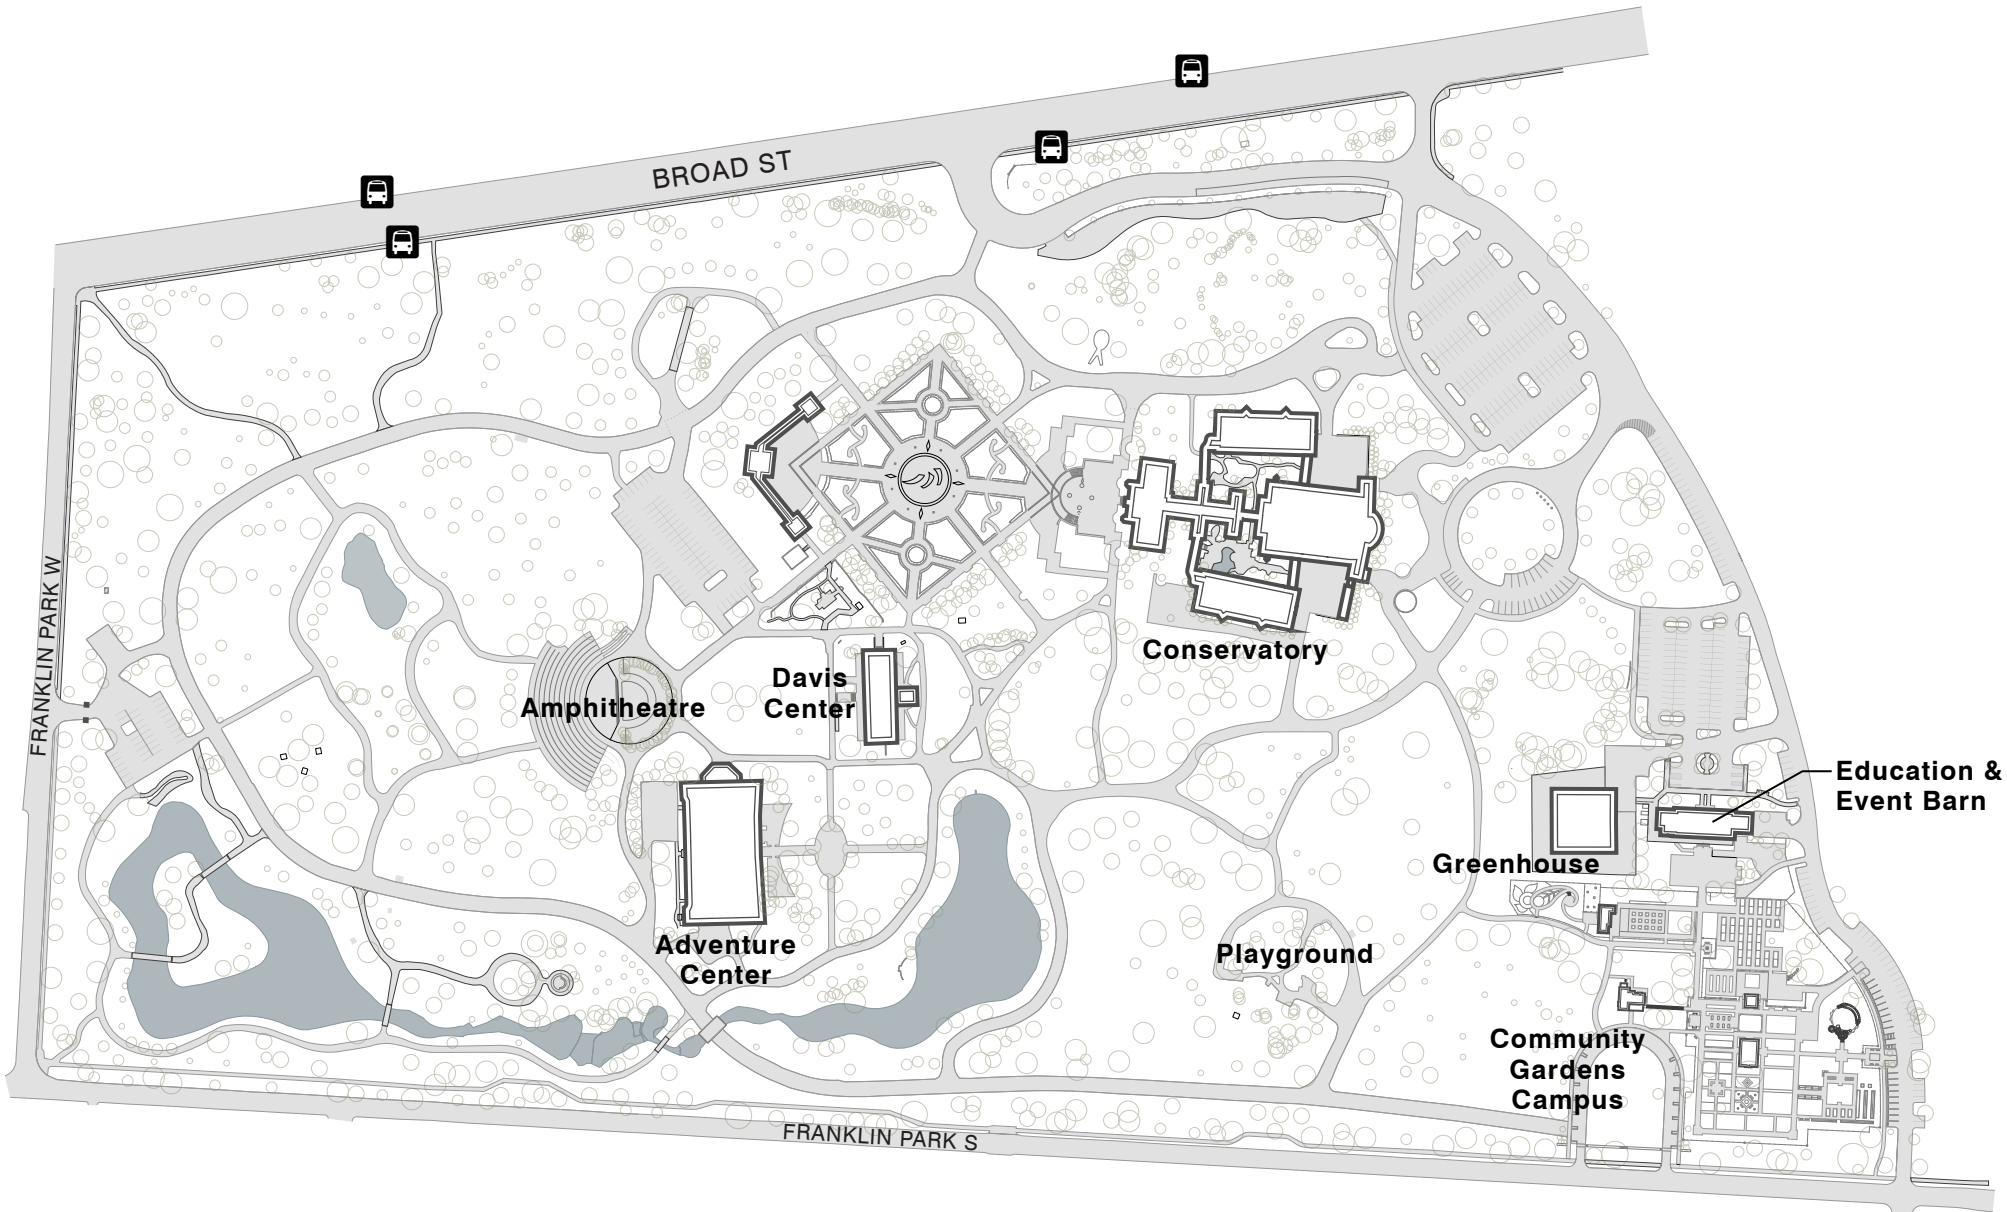 BROAD ST
FRANKLIN PARK W
Conservatory
Davis
Center
Amphitheatre
Education &
Event Barn
Greenhouse
Adventure
Center
Playground
Community
Gardens
Campus
FRANKLIN PARK S